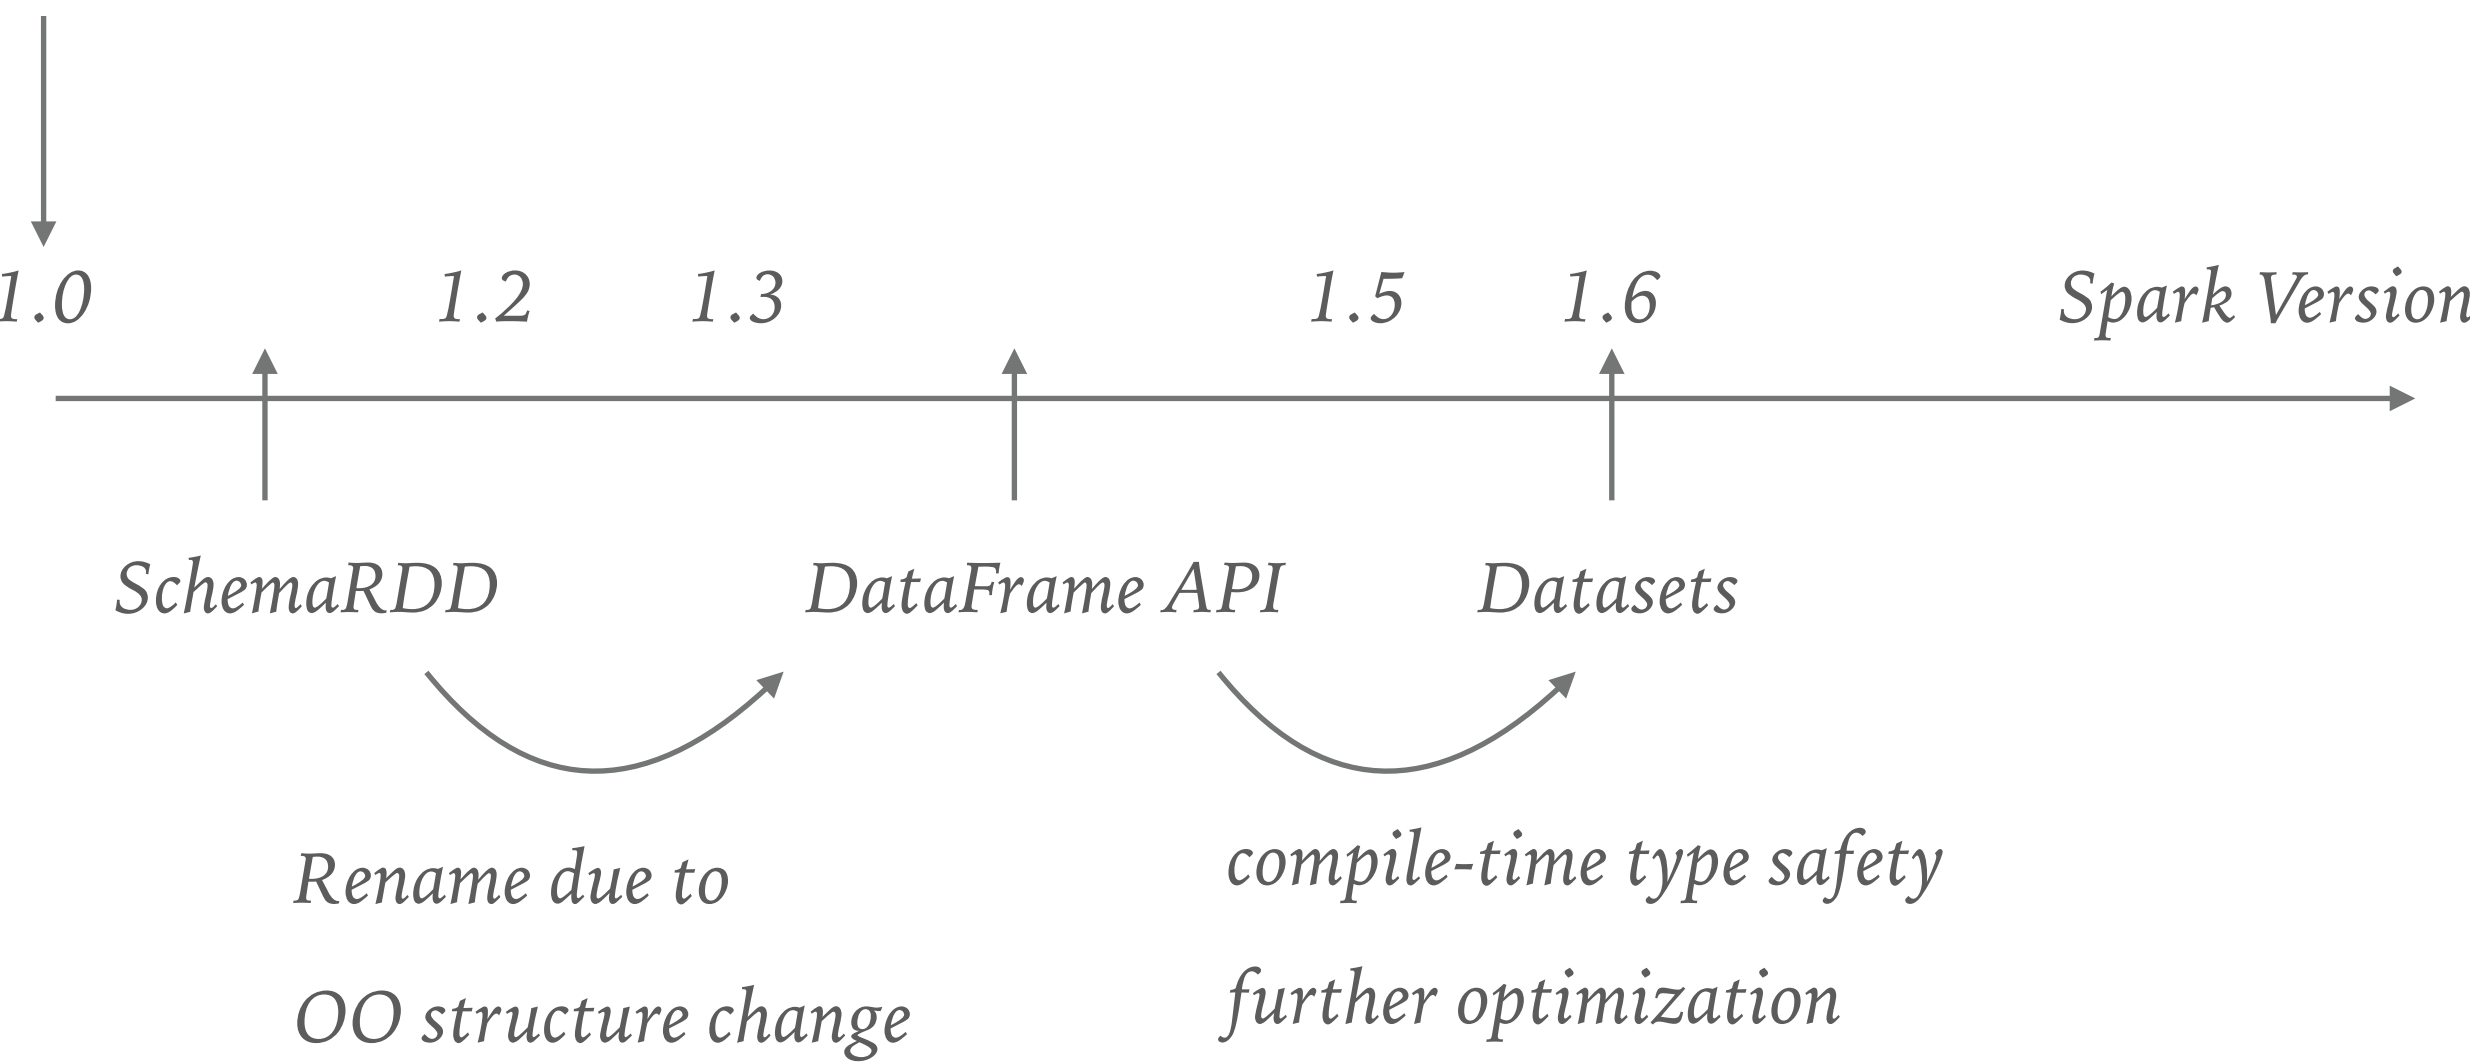 1.0 1.2 1.3 1.5 1.6 Spark Version
SchemaRDD DataFrame API Datasets
Rename due to
OO structure change
compile-time type safety
further optimization